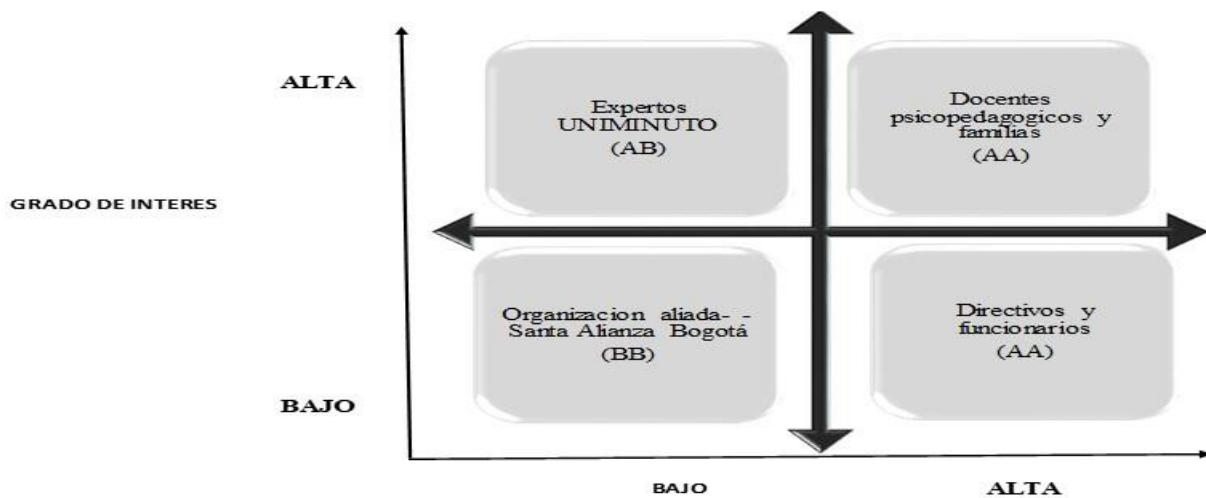 ALTA
Expertos
UNIMINUTO
(AB)
Docentes
psicopedagogicos y
familias
(AA)
GRADO DE INTERES
Organizacion aliada- -
Santa Alianza Bogotá
(BB)
Directivos y
funcionarios
(AA)
BAJO
BAJO
ALTA